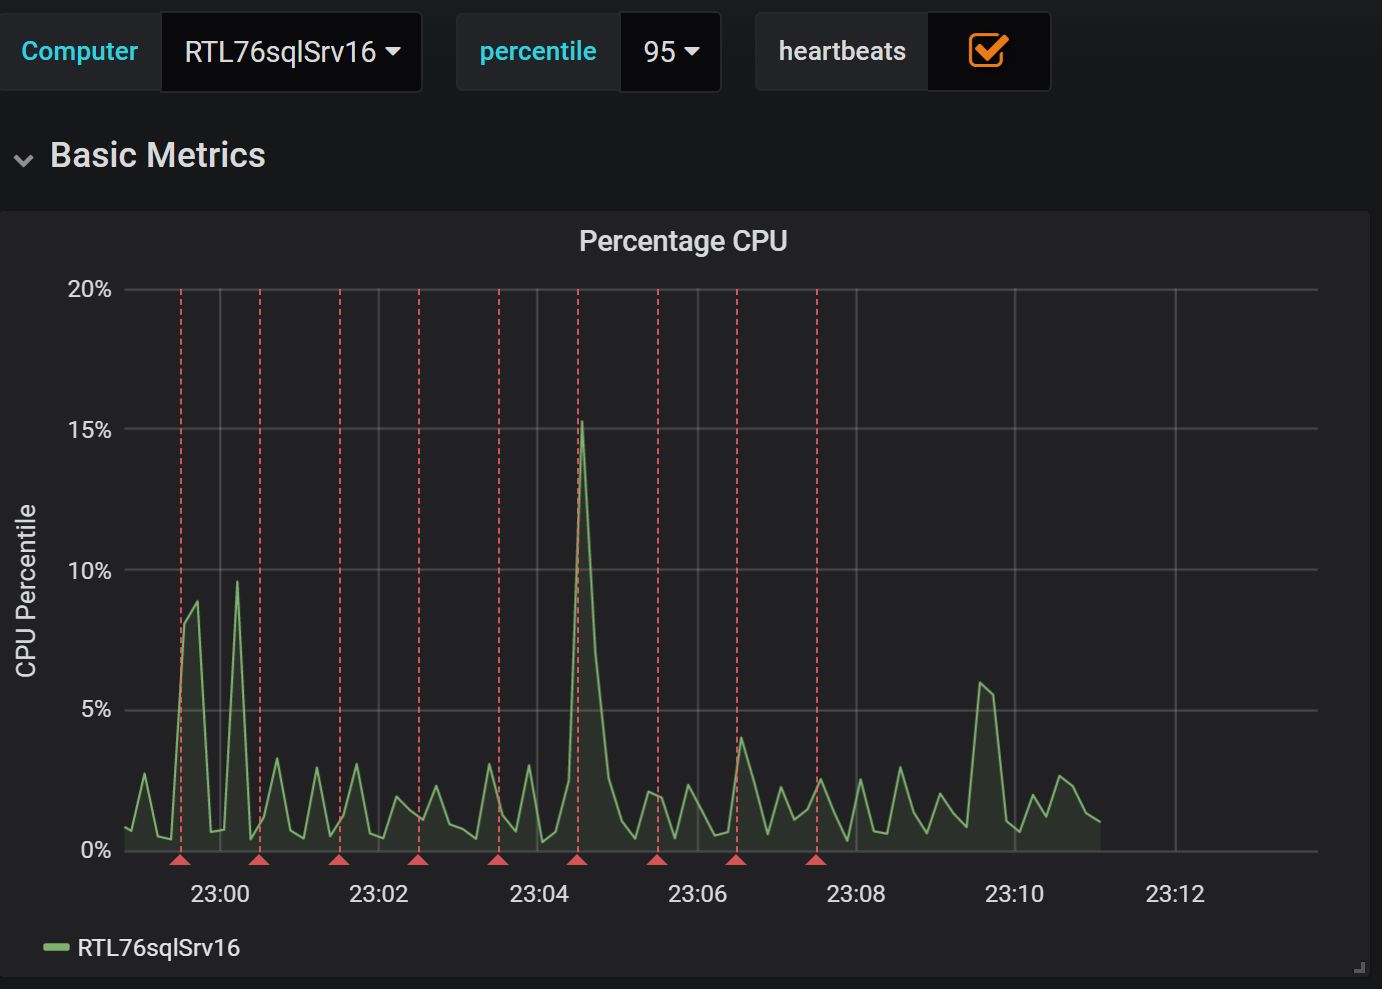 Computer RTL76sqlSrv16 percentile 95 heartbeats
Basic Metrics
Percentage CPU
20%
15%
10%
5%
0%
CPU Percentile
23:00 23:02 23:04 23:06 23:08 23:10 23:12
RTL76sqlSrv16